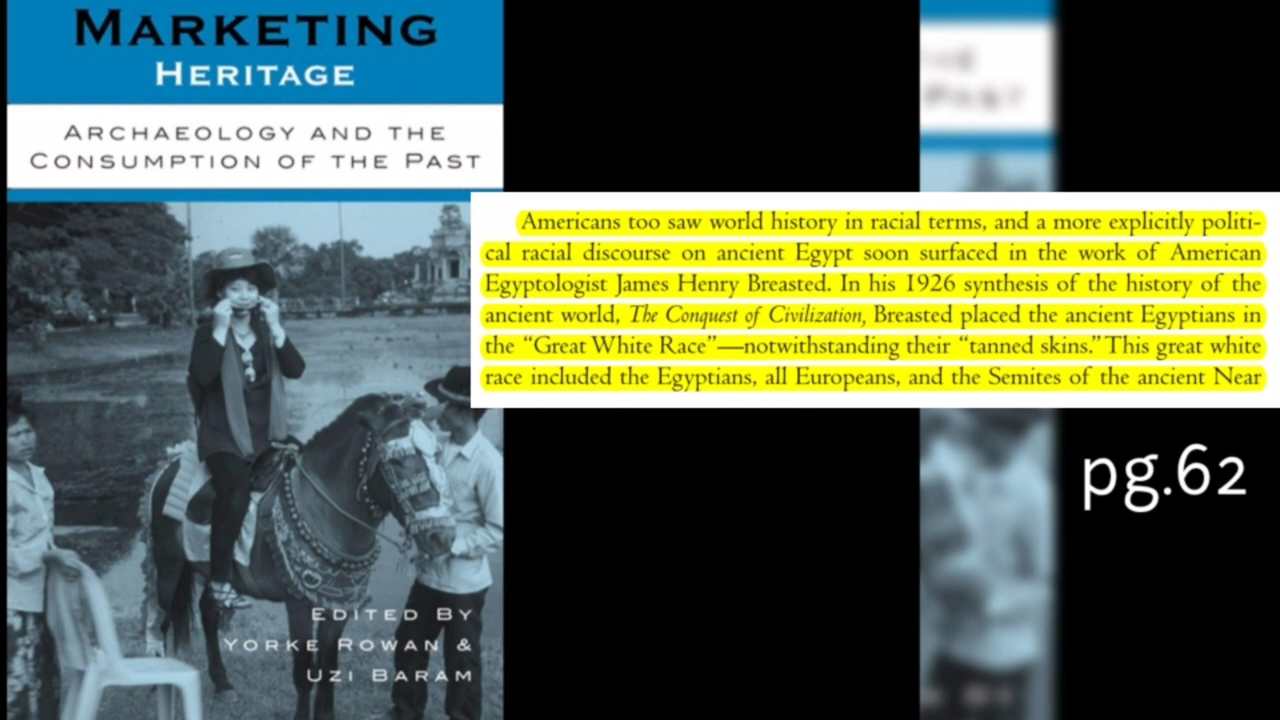 MARKETING
HERITAGE
ARCHAEOLOGY AND THE
CONSUMPTION OF THE PAST
Americans too saw world history in racial terms, and a more explicitly politi-
cal racial discourse on ancient Egypt soon surfaced in the work of American
Egyptologist James Henry Breasted. In his 1926 synthesis of the history of the
ancient world, The Conquest of Civilization, Breasted placed the ancient Egyptians in
the “Great White Race”—notwithstanding their “tanned skins.” This great white
race included the Egyptians, all Europeans, and the Semites of the ancient Near
pg.62
EDITED BY
YORKE ROWAN &
UZI BARAM